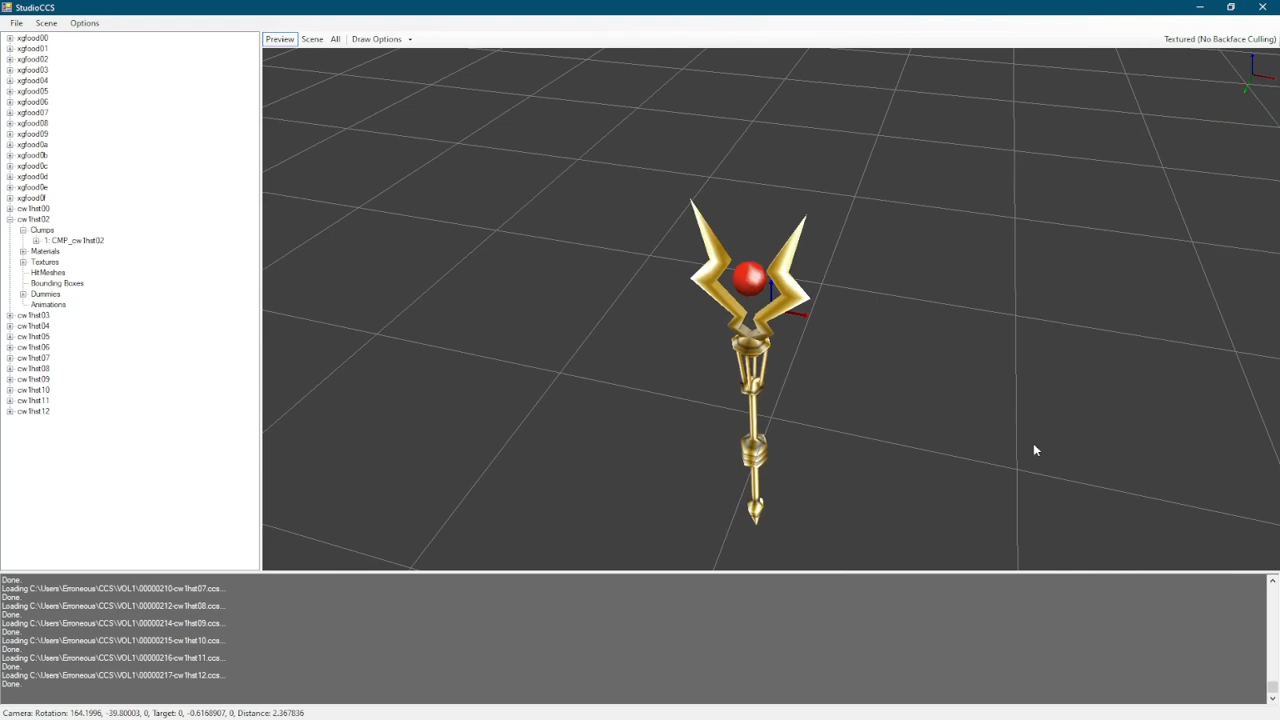 StudioCCS
File Scene Options
Preview Scene All Draw Options Textured (No Backface Culling)
xgfood00
xgfood01
xgfood02
xgfood03
xgfood04
xgfood05
xgfood06
xgfood07
xgfood08
xgfood09
xgfood0a
xgfood0b
xgfood0c
xgfood0d
xgfood0e
xgfood0f
cw1hst00
cw1hst02
Clumps
1: CMP_cw1hst02
Materials
Textures
HitMeshes
Bounding Boxes
Dummies
Animations
cw1hst03
cw1hst04
cw1hst05
cw1hst06
cw1hst07
cw1hst08
cw1hst09
cw1hst10
cw1hst11
cw1hst12
Done.
Loading C:\Users\Erroneous\CCS\VOL1\00000210-cw1hst07.ccs...
Done.
Loading C:\Users\Erroneous\CCS\VOL1\00000212-cw1hst08.ccs...
Done.
Loading C:\Users\Erroneous\CCS\VOL1\00000214-cw1hst09.ccs...
Done.
Loading C:\Users\Erroneous\CCS\VOL1\00000215-cw1hst10.ccs...
Done.
Loading C:\Users\Erroneous\CCS\VOL1\00000216-cw1hst11.ccs...
Done.
Loading C:\Users\Erroneous\CCS\VOL1\00000217-cw1hst12.ccs...
Done.
Camera: Rotation: 164.1996, -39.80003, 0, Target: 0, -0.6168907, 0, Distance: 2.367836